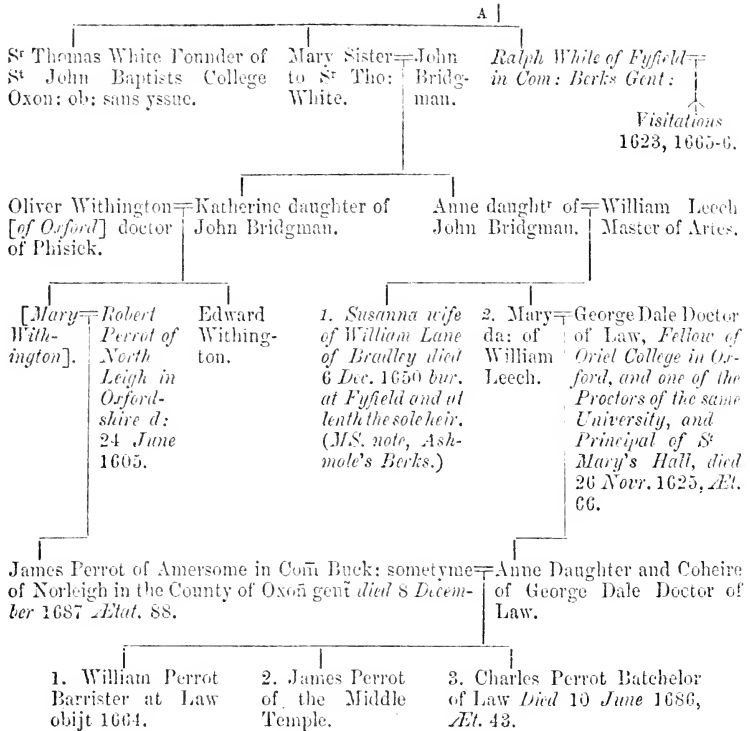 A
Sr Thomas White Founder of
St John Baptists College
Oxon: ob: sans yssue.
Mary Sister
to Sr Tho:
White.
John
Bridg-
man.
Ralph White of Fyfield
in Com: Berks Gent:
Visitations
1623, 1665-6.
Oliver Withington
[of Oxford] doctor
of Phisick.
Katherine daughter of
John Bridgman.
Anne daughtr of
John Bridgman.
William Leech
Master of Artes.
[Mary
With-
ington].
Robert
Perrot of
North
Leigh in
Oxford-
shire d:
24 June
1605.
Edward
Withing-
ton.
1. Susanna wife
of William Lane
of Bradley died
6 Dec. 1650 bur.
at Fyfield and at
lenth the sole heir.
(MS. note, Ash-
mole's Berks.)
2. Mary
da: of
William
Leech.
George Dale Doctor
of Law, Fellow of
Oriel College in Ox-
ford, and one of the
Proctors of the same
University, and
Principal of St
Mary's Hall, died
26 Novr. 1625, Æt.
66.
James Perrot of Amersome in Com̄ Buck: sometyme
of Norleigh in the County of Oxon̄ gent̄ died 8 Decem-
ber 1687 Ætat. 88.
Anne Daughter and Coheire
of George Dale Doctor of
Law.
1. William Perrot
Barrister at Law
obijt 1664.
2. James Perrot
of the Middle
Temple.
3. Charles Perrot Batchelor
of Law Died 10 June 1686,
Æt. 43.